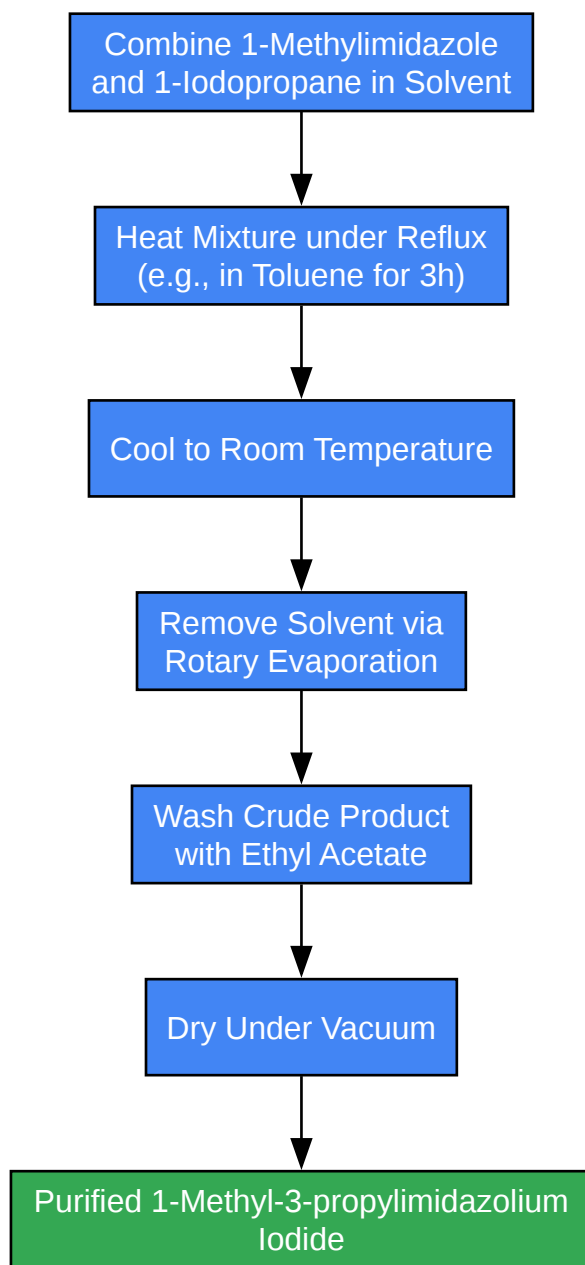 Combine 1-Methylimidazole
and 1-Iodopropane in Solvent
Heat Mixture under Reflux
(e.g., in Toluene for 3h)
Cool to Room Temperature
Remove Solvent via
Rotary Evaporation
Wash Crude Product
with Ethyl Acetate
Dry Under Vacuum
Purified 1-Methyl-3-propylimidazolium
Iodide